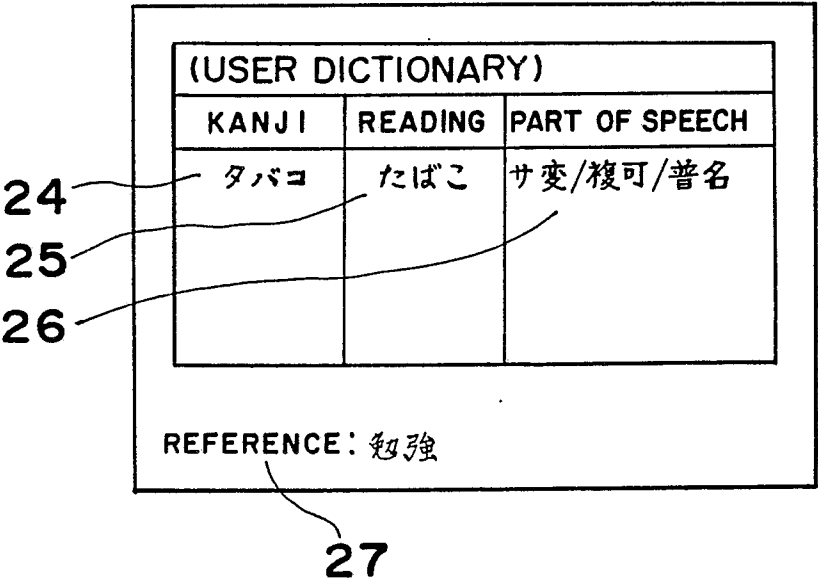 (USER DICTIONARY)
KANJI READING PART OF SPEECH
24 タバコ たばこ サ変/複可/普名
25
26
REFERENCE: 勉強
27